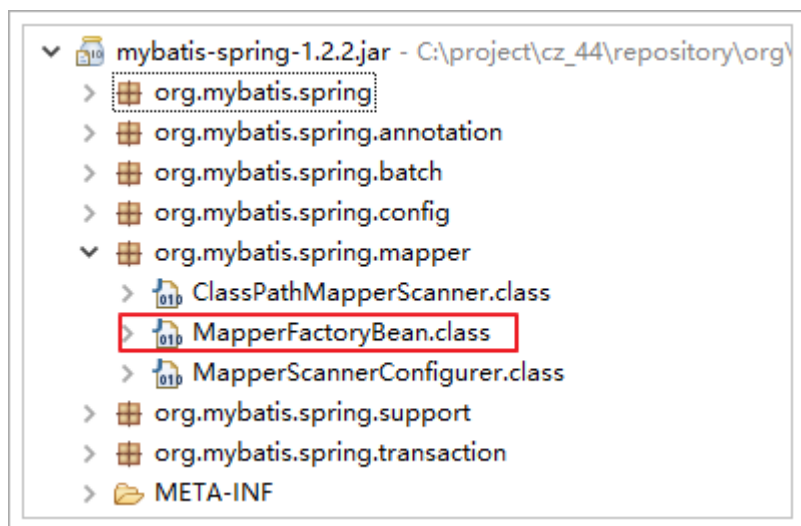 mybatis-spring-1.2.2.jar - C:\project\cz_44\repository\org\
org.mybatis.spring
org.mybatis.spring.annotation
org.mybatis.spring.batch
org.mybatis.spring.config
org.mybatis.spring.mapper
ClassPathMapperScanner.class
MapperFactoryBean.class
MapperScannerConfigurer.class
org.mybatis.spring.support
org.mybatis.spring.transaction
META-INF